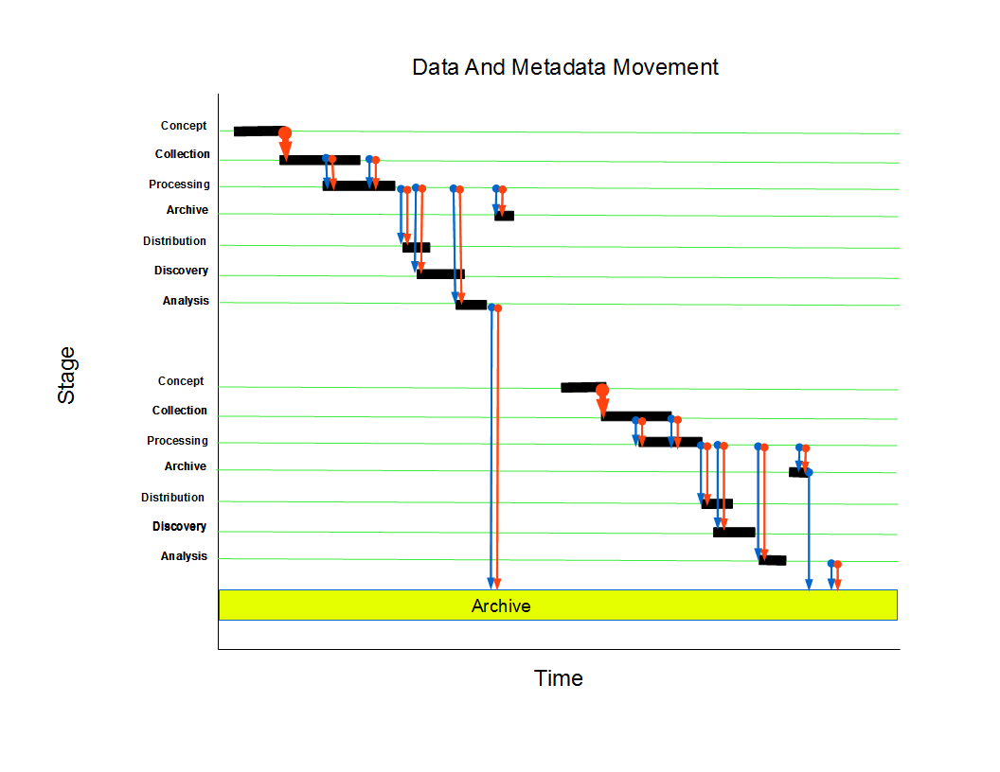 Data And Metadata Movement
Concept
Collection
Processing
Archive
Distribution
Discovery
Analysis
Stage
Concept
Collection
Processing
Archive
Distribution
Discovery
Analysis
Archive
Time